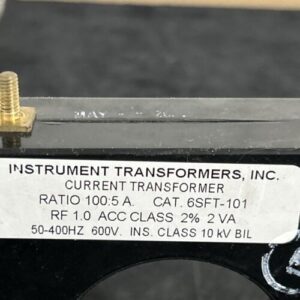 MAY
INSTRUMENT TRANSFORMERS, INC.
CURRENT TRANSFORMER
RATIO 100:5 A. CAT. 6SFT-101
RF 1.0 ACC CLASS 2% 2 VA
50-400HZ 600V. INS. CLASS 10 kV BIL